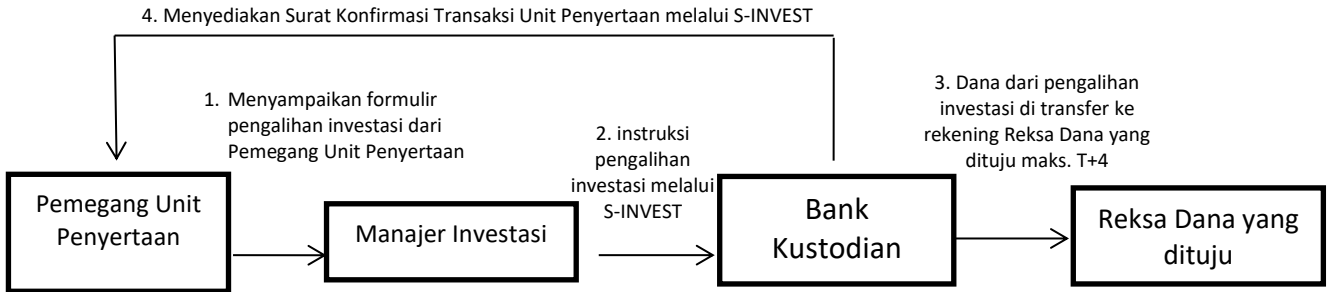 4. Menyediakan Surat Konfirmasi Transaksi Unit Penyertaan melalui S-INVEST
1. Menyampaikan formulir
pengalihan investasi dari
Pemegang Unit Penyertaan
2. instruksi
pengalihan
investasi melalui
S-INVEST
3. Dana dari pengalihan
investasi di transfer ke
rekening Reksa Dana yang
dituju maks. T+4
Pemegang Unit
Penyertaan
Manajer Investasi
Bank
Kustodian
Reksa Dana yang
dituju